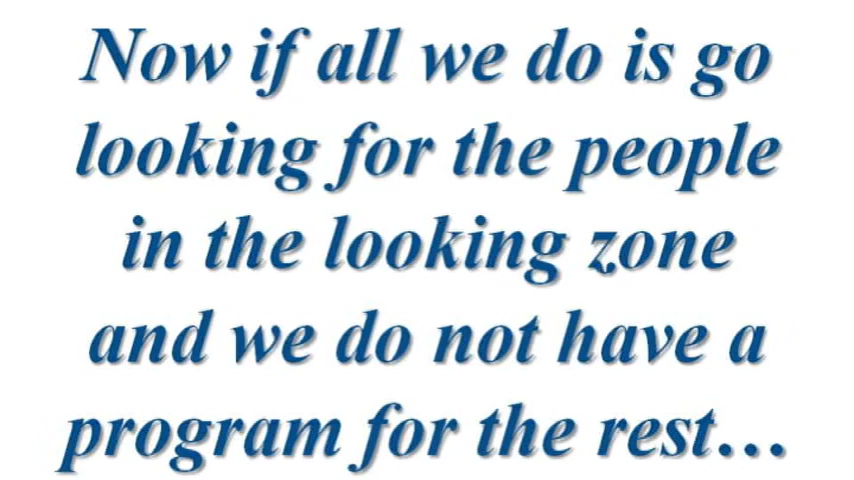 Now if all we do is go
looking for the people
in the looking zone
and we do not have a
program for the rest…